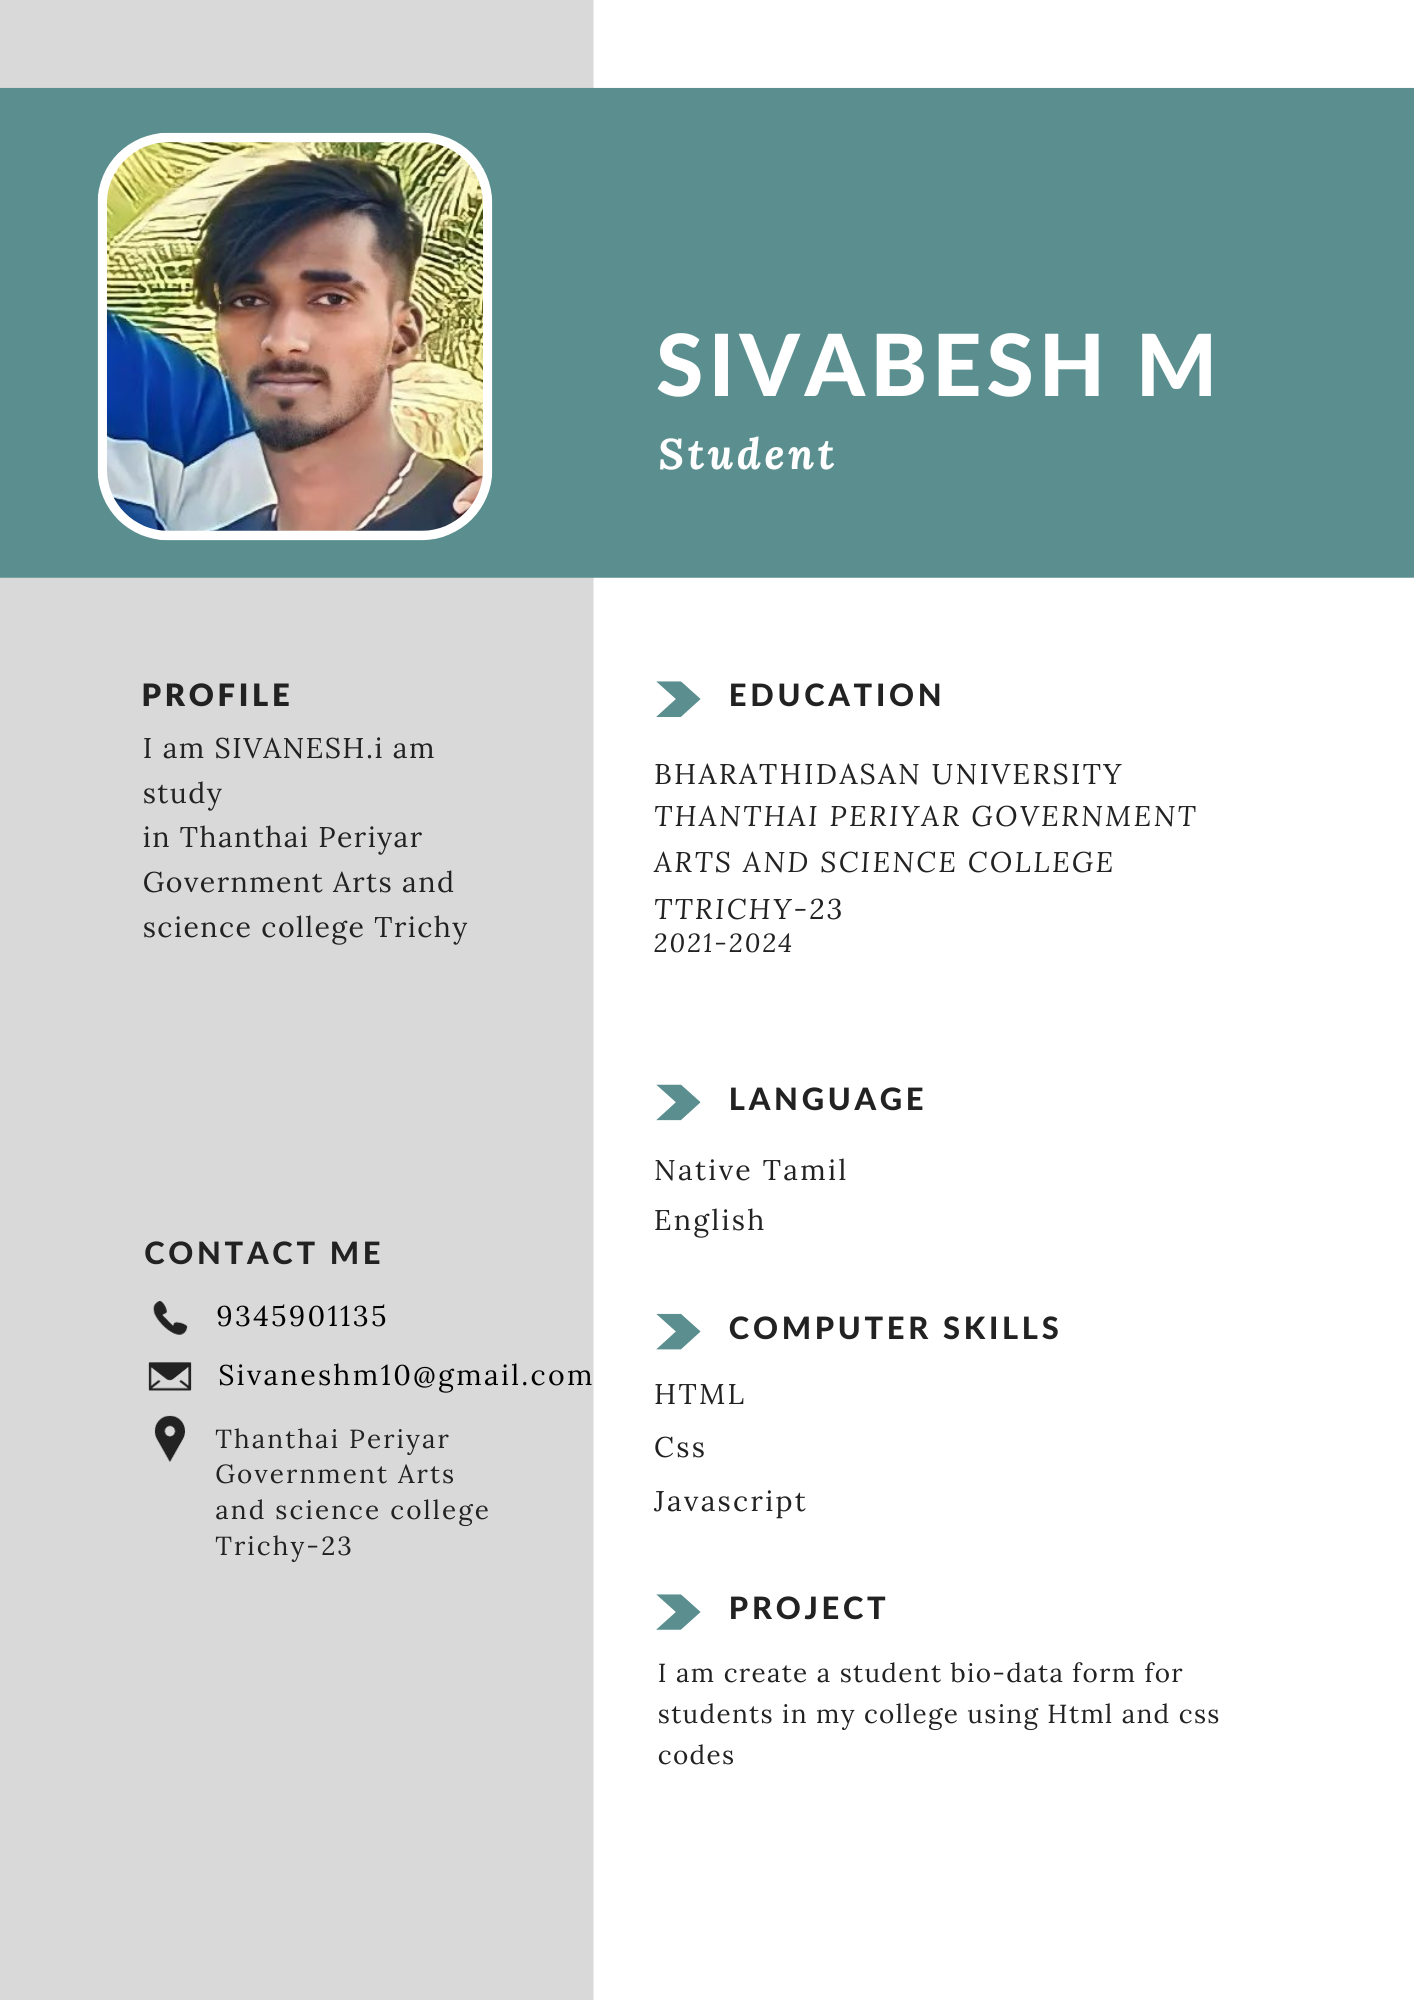 SIVABESH M
Student
PROFILE
I am SIVANESH.i am
study
in Thanthai Periyar
Government Arts and
science college Trichy
CONTACT ME
9345901135
Sivaneshm10@gmail.com
Thanthai Periyar
Government Arts
and science college
Trichy-23
EDUCATION
BHARATHIDASAN UNIVERSITY
THANTHAI PERIYAR GOVERNMENT
ARTS AND SCIENCE COLLEGE
TTRICHY-23
2021-2024
LANGUAGE
Native Tamil
English
COMPUTER SKILLS
HTML
Css
Javascript
PROJECT
I am create a student bio-data form for
students in my college using Html and css
codes